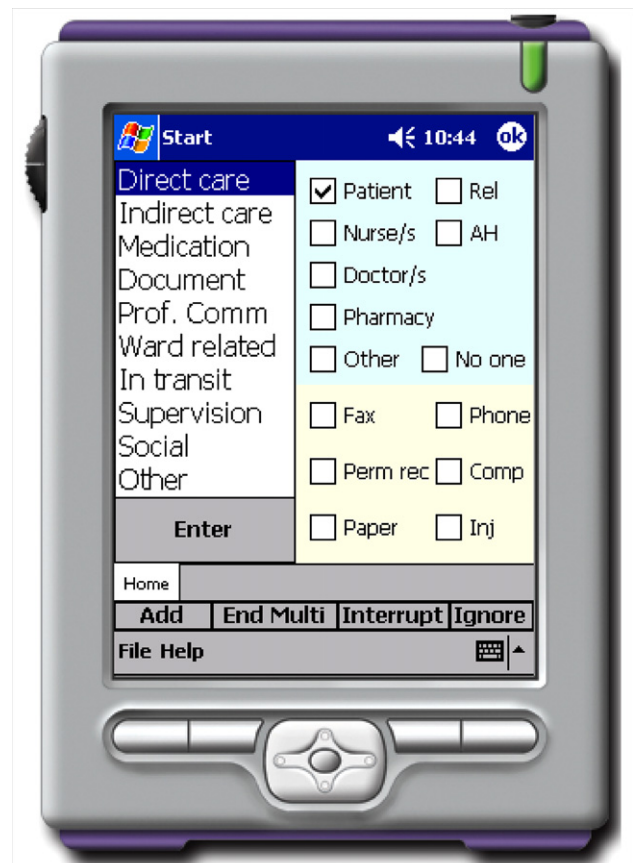 Start 10:44 ok
Direct care
Indirect care
Medication
Document
Prof. Comm
Ward related
In transit
Supervision
Social
Other
Enter
Patient Rel
Nurse/s AH
Doctor/s
Pharmacy
Other No one
Fax Phone
Perm rec Comp
Paper Inj
Home
Add End Multi Interrupt Ignore
File Help